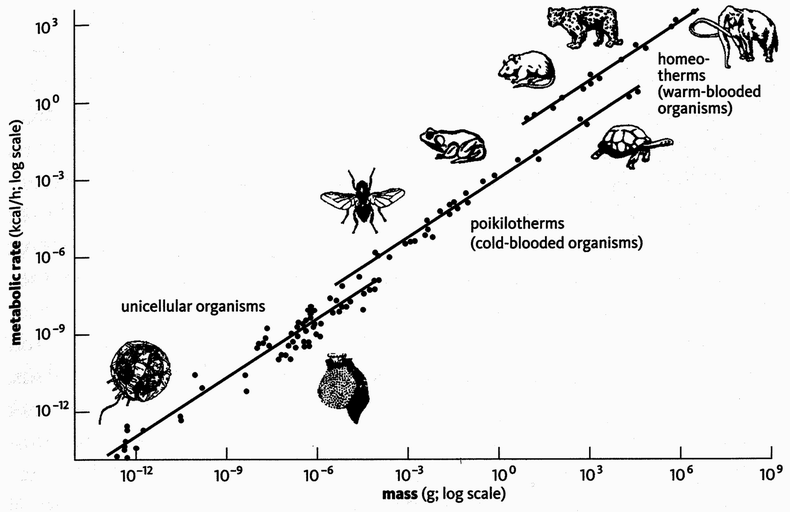 10³
10⁰
10⁻³
10⁻⁶
10⁻⁹
10⁻¹²
metabolic rate (kcal/h; log scale)
homeo-
therms
(warm-blooded
organisms)
poikilotherms
(cold-blooded organisms)
unicellular organisms
10⁻¹²
10⁻⁹
10⁻⁶
10⁻³
10⁰
10³
10⁶
10⁹
mass (g; log scale)